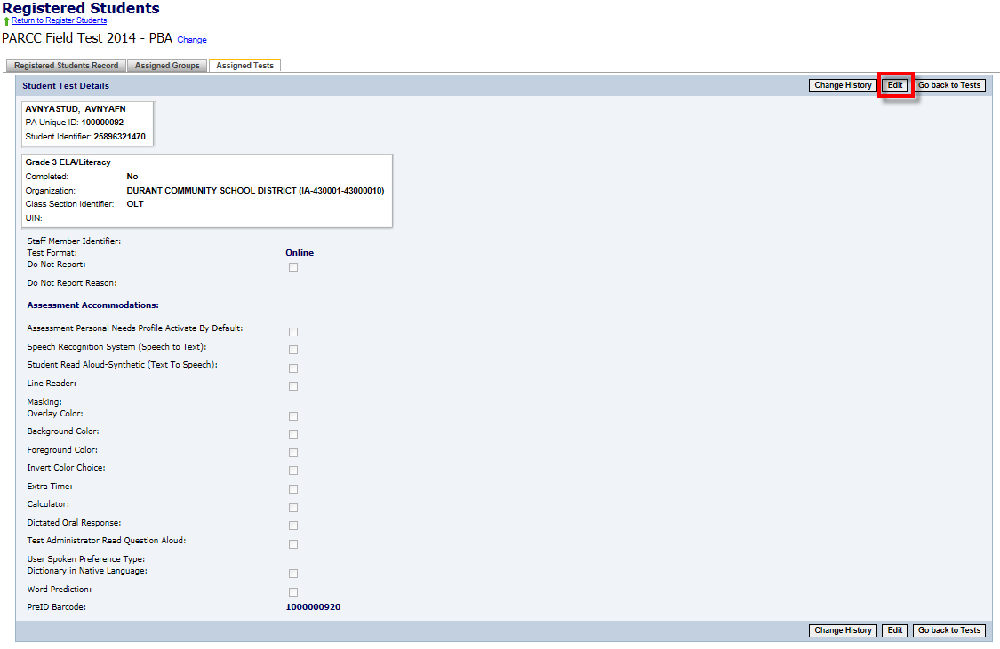 Registered Students
Return to Register Students
PARCC Field Test 2014 - PBA Change
Registered Students Record Assigned Groups Assigned Tests
Student Test Details Change History Edit Go back to Tests
AVNYASTUD, AVNYAFN
PA Unique ID: 100000092
Student Identifier: 25896321470
Grade 3 ELA/Literacy
Completed: No
Organization: DURANT COMMUNITY SCHOOL DISTRICT (IA-430001-43000010)
Class Section Identifier: OLT
UIN:
Staff Member Identifier:
Test Format: Online
Do Not Report:
Do Not Report Reason:
Assessment Accommodations:
Assessment Personal Needs Profile Activate By Default:
Speech Recognition System (Speech to Text):
Student Read Aloud-Synthetic (Text To Speech):
Line Reader:
Masking:
Overlay Color:
Background Color:
Foreground Color:
Invert Color Choice:
Extra Time:
Calculator:
Dictated Oral Response:
Test Administrator Read Question Aloud:
User Spoken Preference Type:
Dictionary in Native Language:
Word Prediction:
PreID Barcode: 1000000920
Change History Edit Go back to Tests